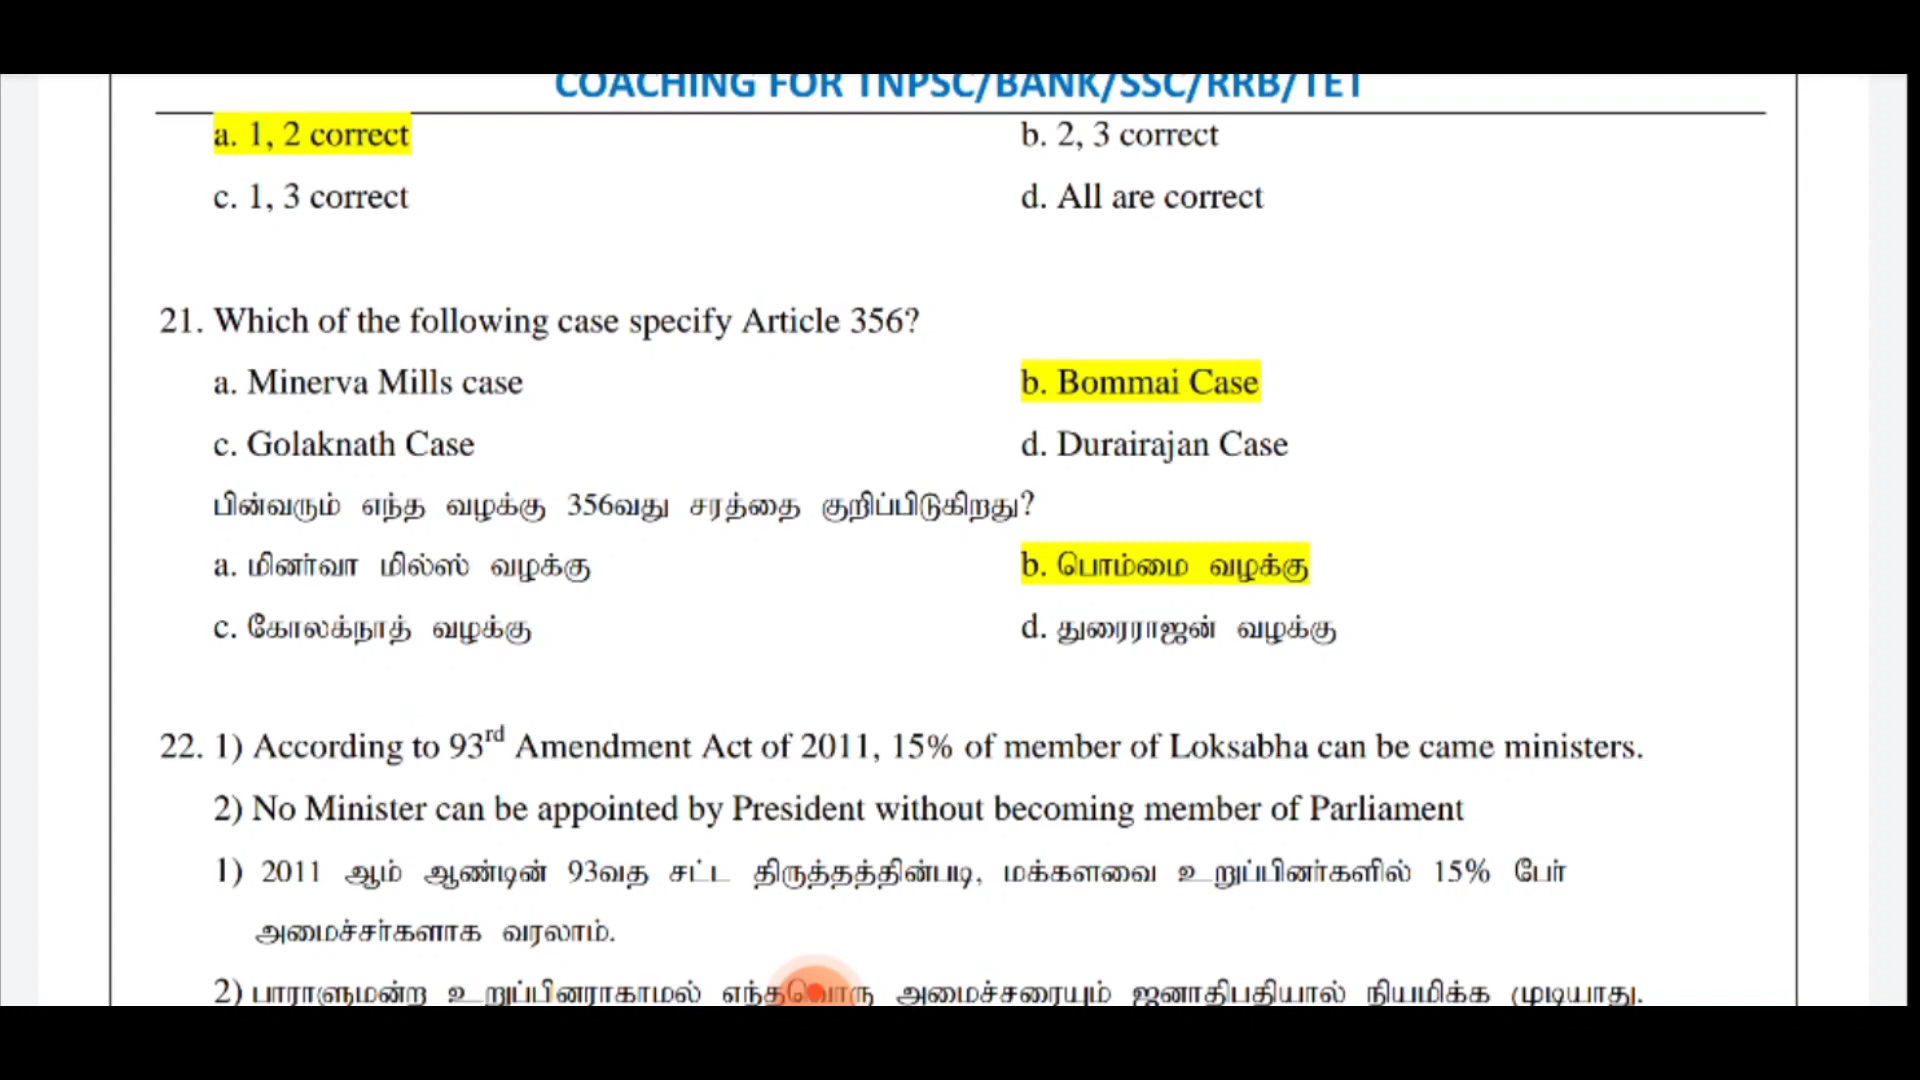 COACHING FOR TNPSC/BANK/SSC/RRB/TET
a. 1, 2 correct
b. 2, 3 correct
c. 1, 3 correct
d. All are correct
21. Which of the following case specify Article 356?
a. Minerva Mills case
b. Bommai Case
c. Golaknath Case
d. Durairajan Case
பின்வரும் எந்த வழக்கு 356வது சரத்தை குறிப்பிடுகிறது?
a. மினர்வா மில்ஸ் வழக்கு
b. பொம்மை வழக்கு
c. கோலக்நாத் வழக்கு
d. துரைராஜன் வழக்கு
22. 1) According to 93rd Amendment Act of 2011, 15% of member of Loksabha can be came ministers.
2) No Minister can be appointed by President without becoming member of Parliament
1) 2011 ஆம் ஆண்டின் 93வத சட்ட திருத்தத்தின்படி, மக்களவை உறுப்பினர்களில் 15% பேர்
அமைச்சர்களாக வரலாம்.
2) பாராளுமன்ற உறுப்பினராகாமல் எந்தவொரு அமைச்சரையும் ஜனாதிபதியால் நியமிக்க முடியாது.